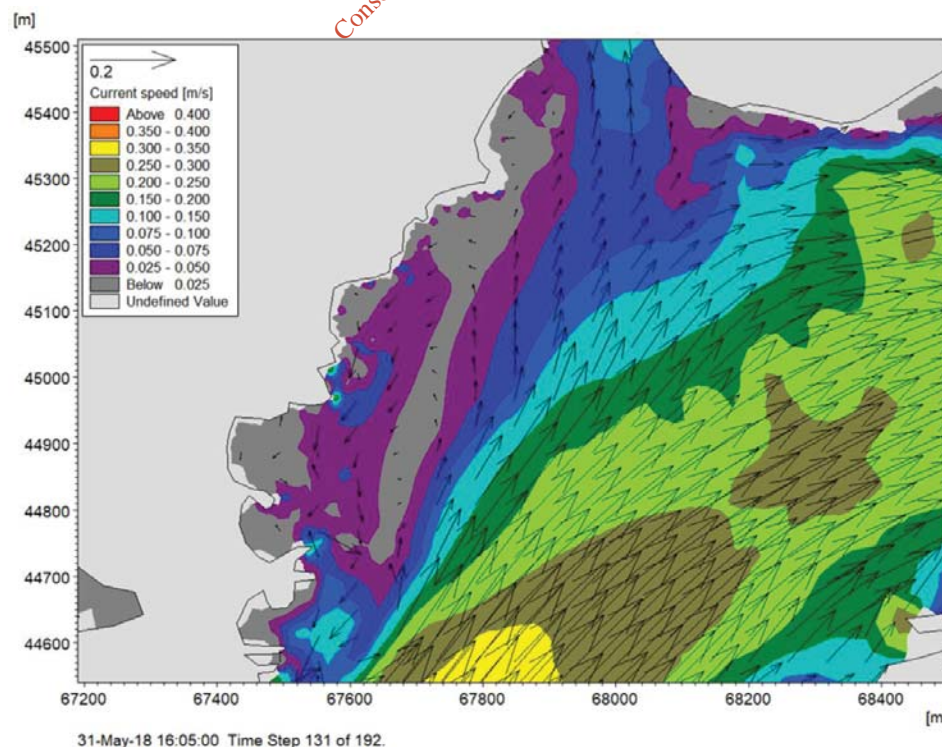 Cons
[m]
45500
45400
45300
45200
45100
45000
44900
44800
44700
44600
0.2
Current speed [m/s]
Above 0.400
0.350 - 0.400
0.300 - 0.350
0.250 - 0.300
0.200 - 0.250
0.150 - 0.200
0.100 - 0.150
0.075 - 0.100
0.050 - 0.075
0.025 - 0.050
Below 0.025
Undefined Value
67200 67400 67600 67800 68000 68200 68400
[m
31-May-18 16:05:00 Time Step 131 of 192.